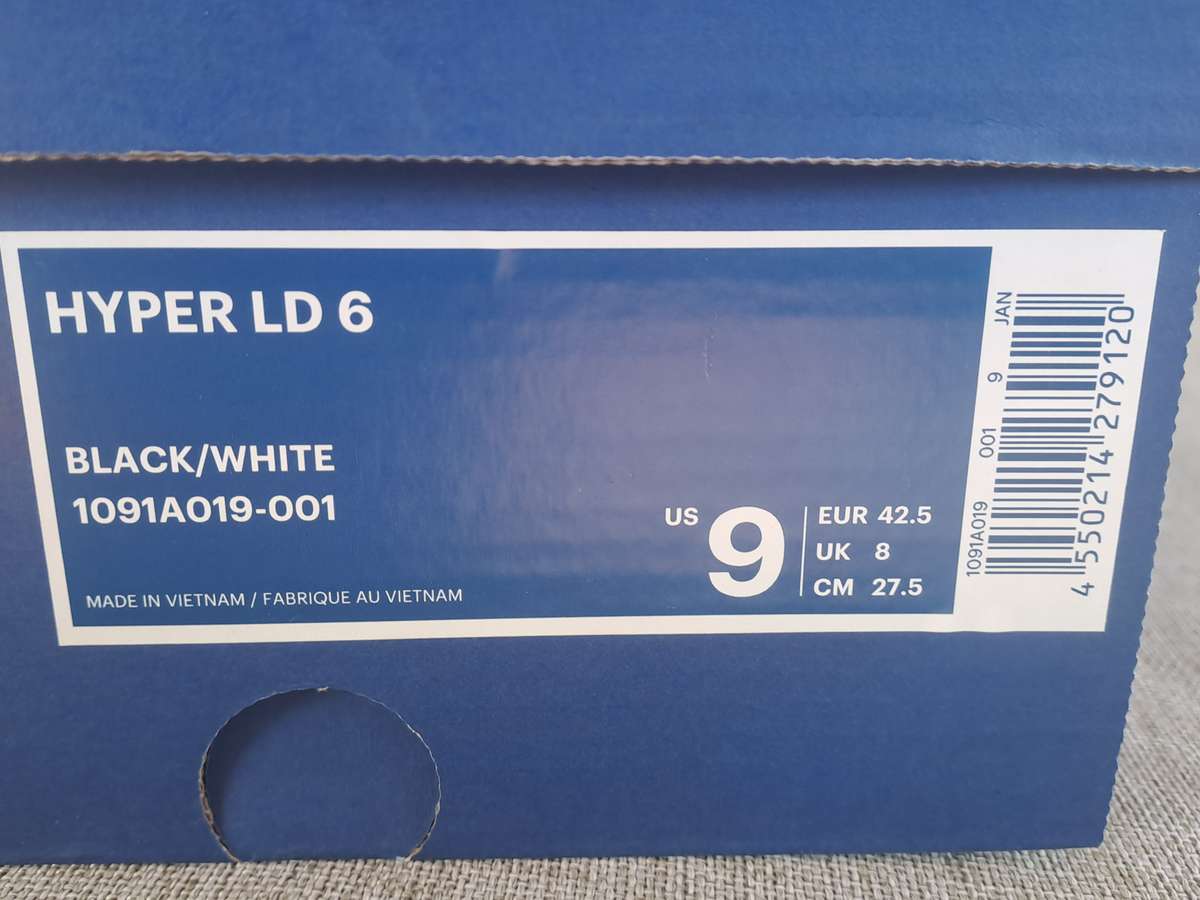 HYPER LD 6
BLACK/WHITE
1091A019-001
MADE IN VIETNAM / FABRIQUE AU VIETNAM
US 9
EUR 42.5
UK 8
CM 27.5
1091A019 001 9 JAN
4 550214 279120